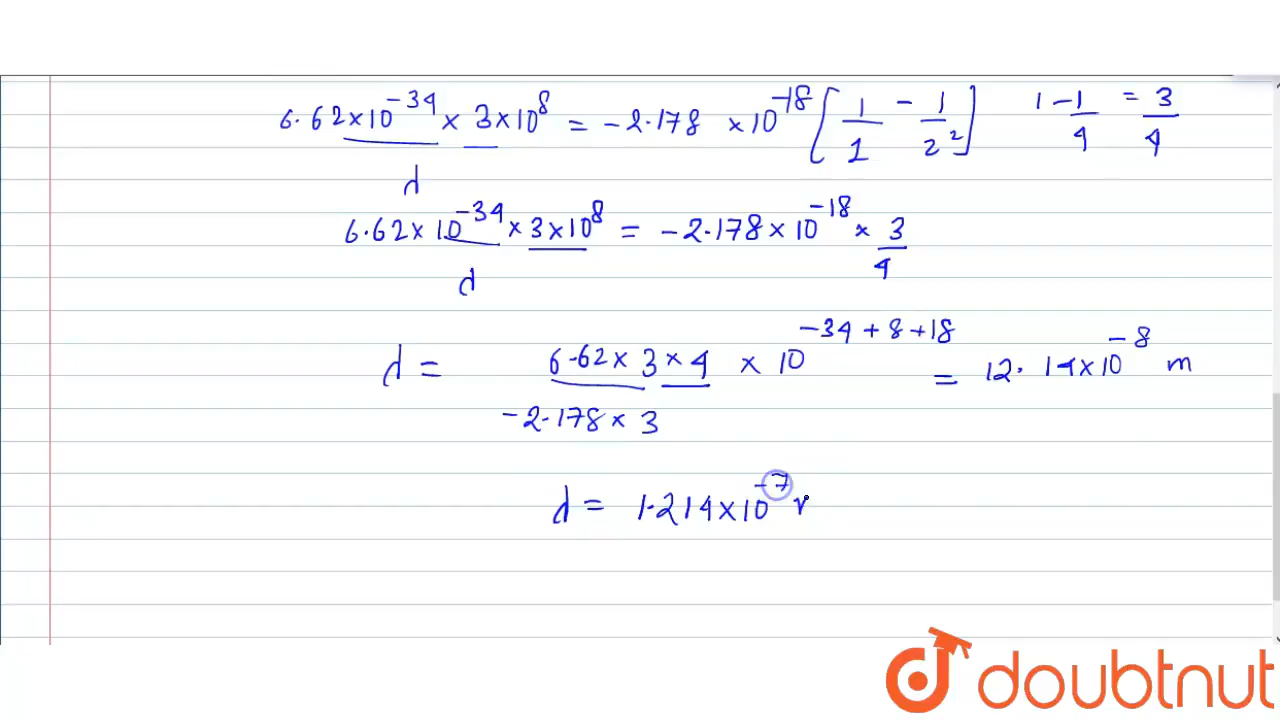 6.62×10^-34 × 3×10^8 / d = -2.178 ×10^-18 [1/1 - 1/2^2] 1-1/4 = 3/4
6.62×10^-34 × 3×10^8 / d = -2.178×10^-18 × 3/4
d = 6.62×3×4 / -2.178×3 × 10^-34+8+18 = 12.14×10^-8 m
d = 1.214×10^-7
doubtnut